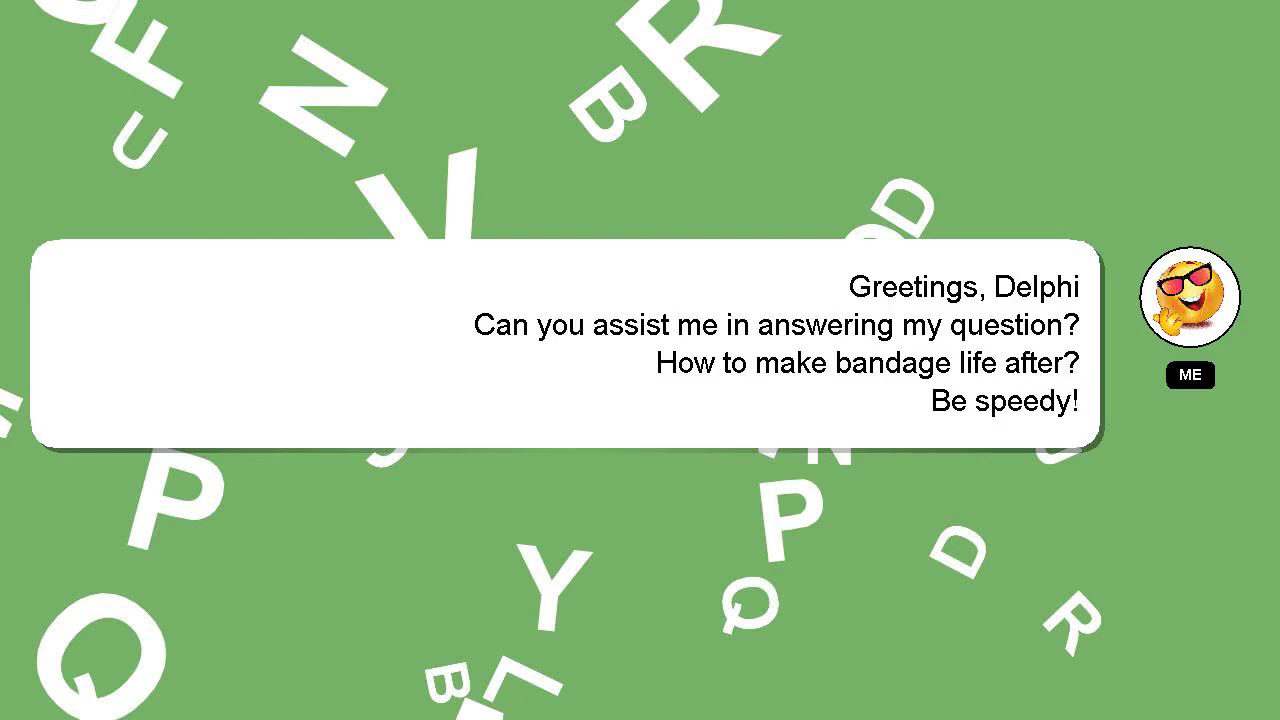 Greetings, Delphi
Can you assist me in answering my question?
How to make bandage life after?
Be speedy!
ME